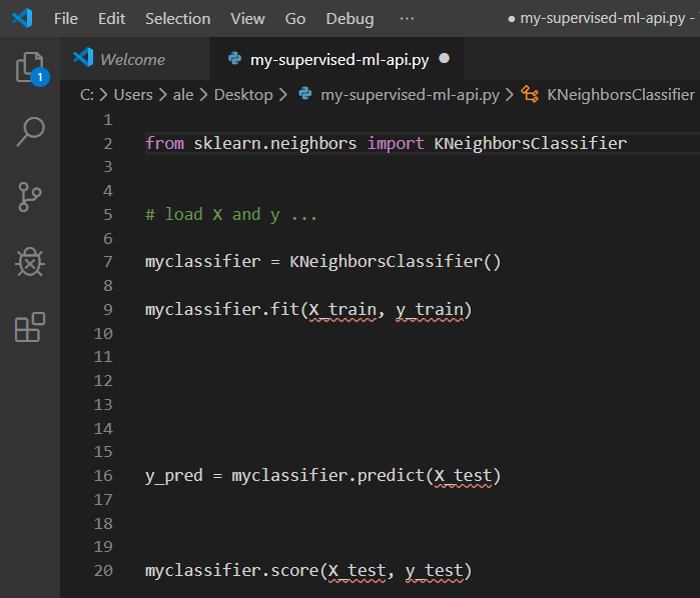 File Edit Selection View Go Debug ··· ● my-supervised-ml-api.py -
Welcome my-supervised-ml-api.py ●
1
C: > Users > ale > Desktop > my-supervised-ml-api.py > KNeighborsClassifier
1
2 from sklearn.neighbors import KNeighborsClassifier
3
4
5 # load X and y ...
6
7 myclassifier = KNeighborsClassifier()
8
9 myclassifier.fit(X_train, y_train)
10
11
12
13
14
15
16 y_pred = myclassifier.predict(X_test)
17
18
19
20 myclassifier.score(X_test, y_test)